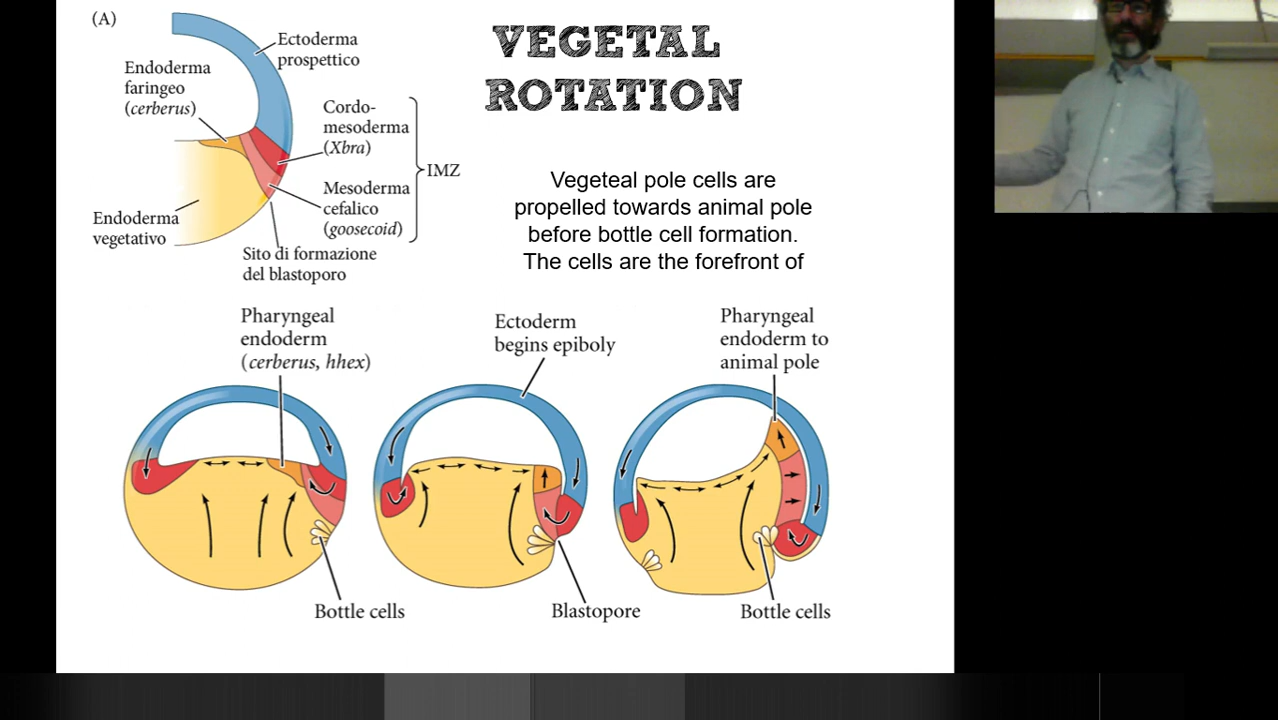 (A)
Ectoderma
prospettico
Endoderma
faringeo
(cerberus)
Cordo-
mesoderma
(Xbra)
IMZ
Mesoderma
cefalico
(goosecoid)
Endoderma
vegetativo
Sito di formazione
del blastoporo
VEGETAL
ROTATION
Vegeteal pole cells are
propelled towards animal pole
before bottle cell formation.
The cells are the forefront of
Pharyngeal
endoderm
(cerberus, hhex)
Ectoderm
begins epiboly
Pharyngeal
endoderm to
animal pole
Bottle cells
Blastopore
Bottle cells